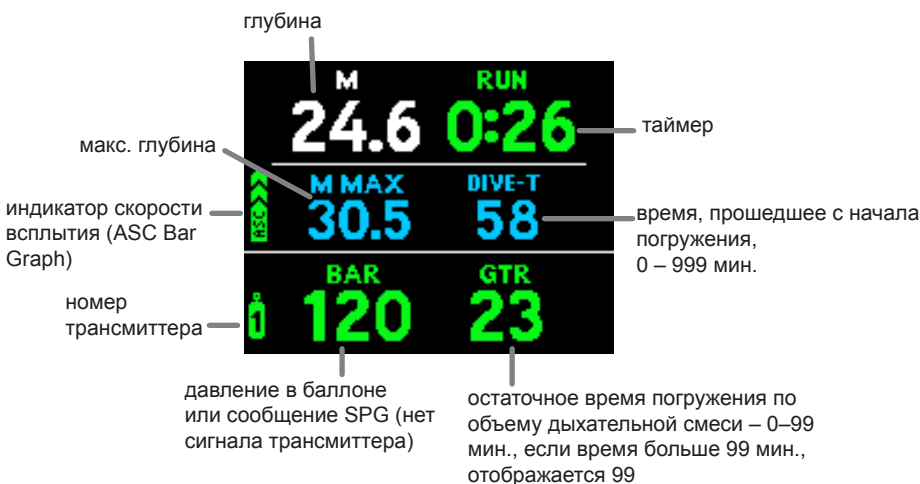 глубина
M
RUN
24.6
0:26
таймер
макс. глубина
M MAX
DIVE-T
30.5
58
ASC
индикатор скорости
всплытия (ASC Bar
Graph)
время, прошедшее с начала
погружения,
0 – 999 мин.
BAR
GTR
120
23
1
номер
трансмиттера
давление в баллоне
или сообщение SPG (нет
сигнала трансмиттера)
остаточное время погружения по
объему дыхательной смеси – 0–99
мин., если время больше 99 мин.,
отображается 99